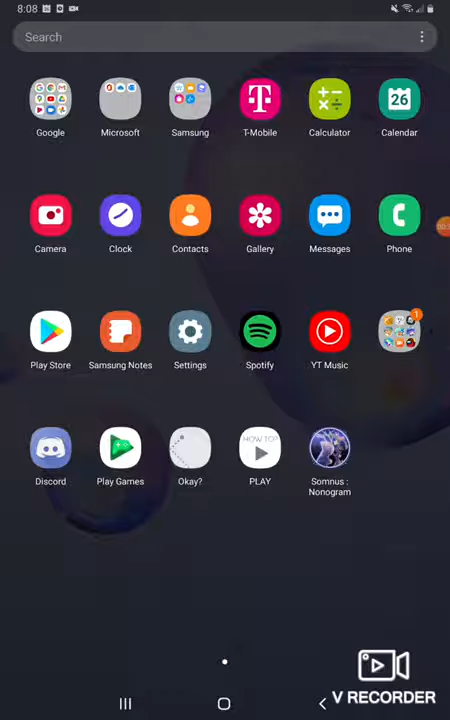 8:08
Search
Google
Microsoft
Samsung
T-Mobile
Calculator
Calendar
T
26
Camera
Clock
Contacts
Gallery
Messages
Phone
Play Store
Samsung Notes
Settings
Spotify
YT Music
1
HOW TO?
Discord
Play Games
Okay?
PLAY
Somnus :
Nonogram
V RECORDER